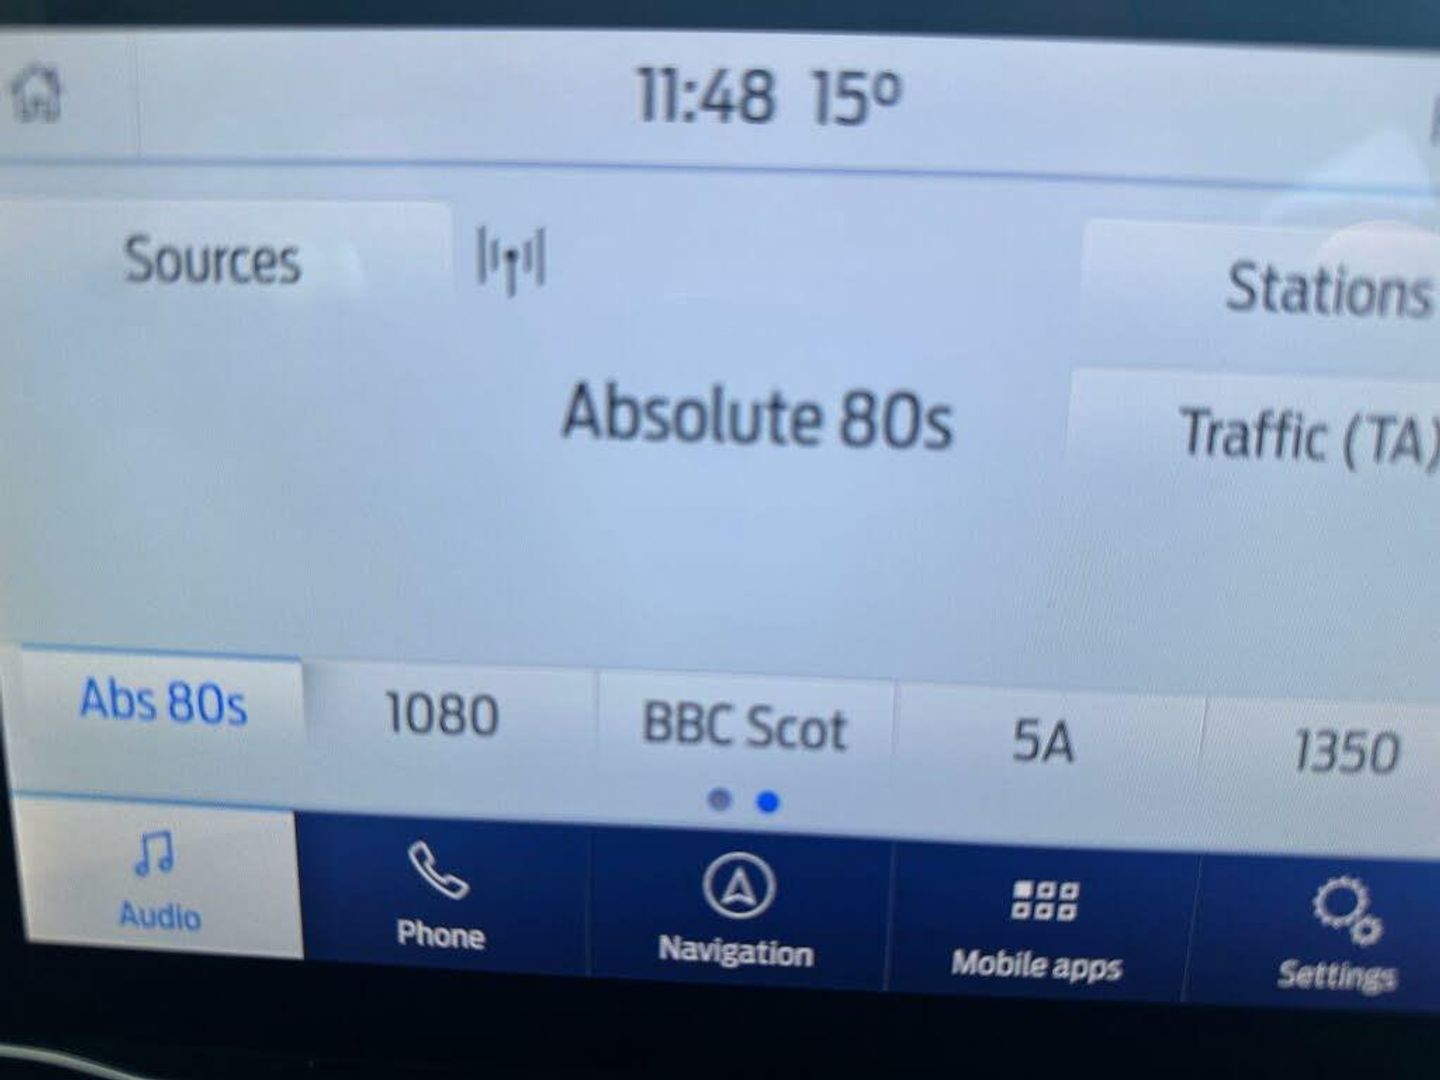 11:48 15º
Sources
Stations
Absolute 80s
Traffic (TA)
Abs 80s
1080
BBC Scot
5A
1350
Audio
Phone
Navigation
Mobile apps
Settings